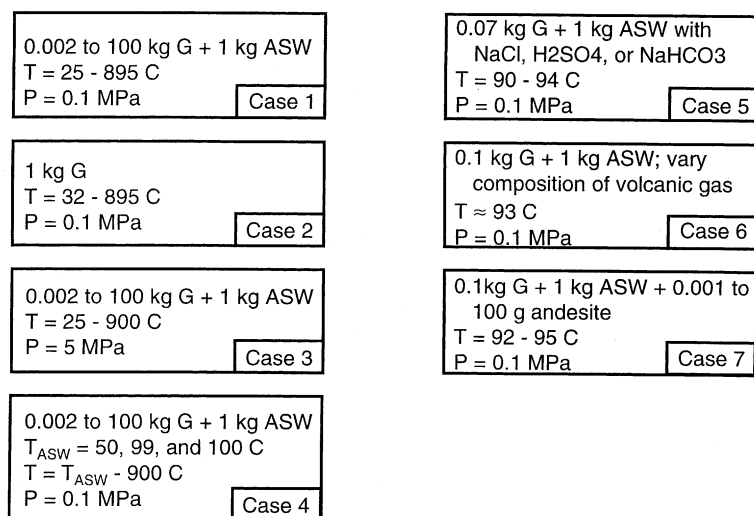 0.002 to 100 kg G + 1 kg ASW
T = 25 - 895 C
P = 0.1 MPa
Case 1
1 kg G
T = 32 - 895 C
P = 0.1 MPa
Case 2
0.002 to 100 kg G + 1 kg ASW
T = 25 - 900 C
P = 5 MPa
Case 3
0.002 to 100 kg G + 1 kg ASW
T_ASW = 50, 99, and 100 C
T = T_ASW - 900 C
P = 0.1 MPa
Case 4
0.07 kg G + 1 kg ASW with
NaCl, H2SO4, or NaHCO3
T = 90 - 94 C
P = 0.1 MPa
Case 5
0.1 kg G + 1 kg ASW; vary
composition of volcanic gas
T ≈ 93 C
P = 0.1 MPa
Case 6
0.1kg G + 1 kg ASW + 0.001 to
100 g andesite
T = 92 - 95 C
P = 0.1 MPa
Case 7